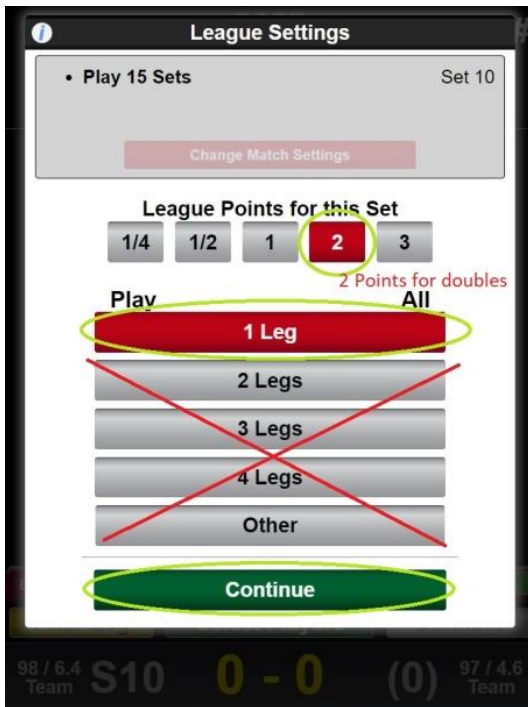 League Settings
• Play 15 Sets Set 10
Change Match Settings
League Points for this Set
1/4 1/2 1 2 3
2 Points for doubles
Play All
1 Leg
2 Legs
3 Legs
4 Legs
Other
Continue
98 / 6.4 Team S10 0 - 0 (0) 97 / 4.6 Team